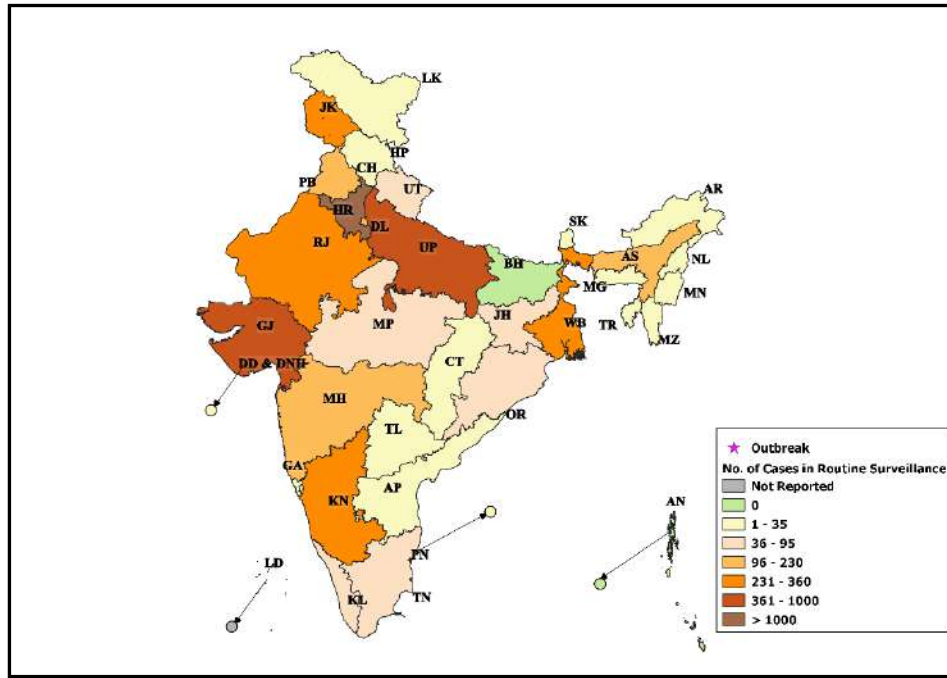 LK
JK
HP
CH
PB
UT
AR
HR
SK
DL
RJ
UP
AS
BH
NL
MG
MN
GJ
MP
JH
WB
TR
MZ
DD & DNH
CT
MH
OR
TL
GA
AP
KN
AN
PN
LD
KL
TN
Outbreak
No. of Cases in Routine Surveillance
Not Reported
0
1 - 35
36 - 95
96 - 230
231 - 360
361 - 1000
> 1000